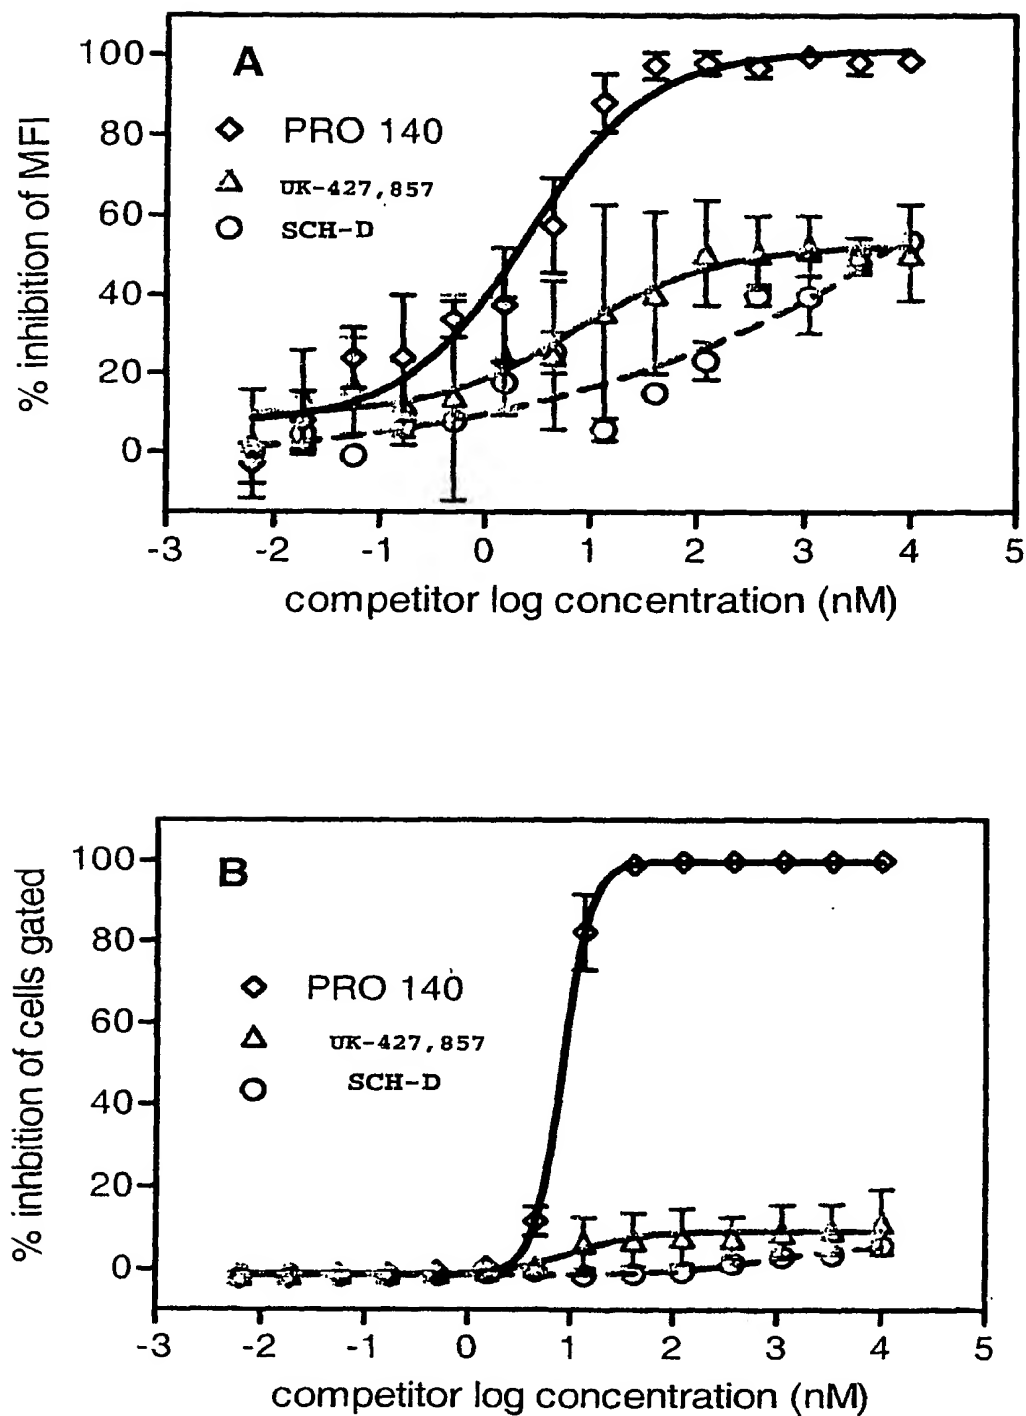 A
% inhibition of MFI
100
80
60
40
20
0
PRO 140
UK-427,857
SCH-D
-3 -2 -1 0 1 2 3 4 5
competitor log concentration (nM)
B
% inhbition of cells gated
100
80
60
40
20
0
PRO 140
UK-427,857
SCH-D
-3 -2 -1 0 1 2 3 4 5
competitor log concentration (nM)